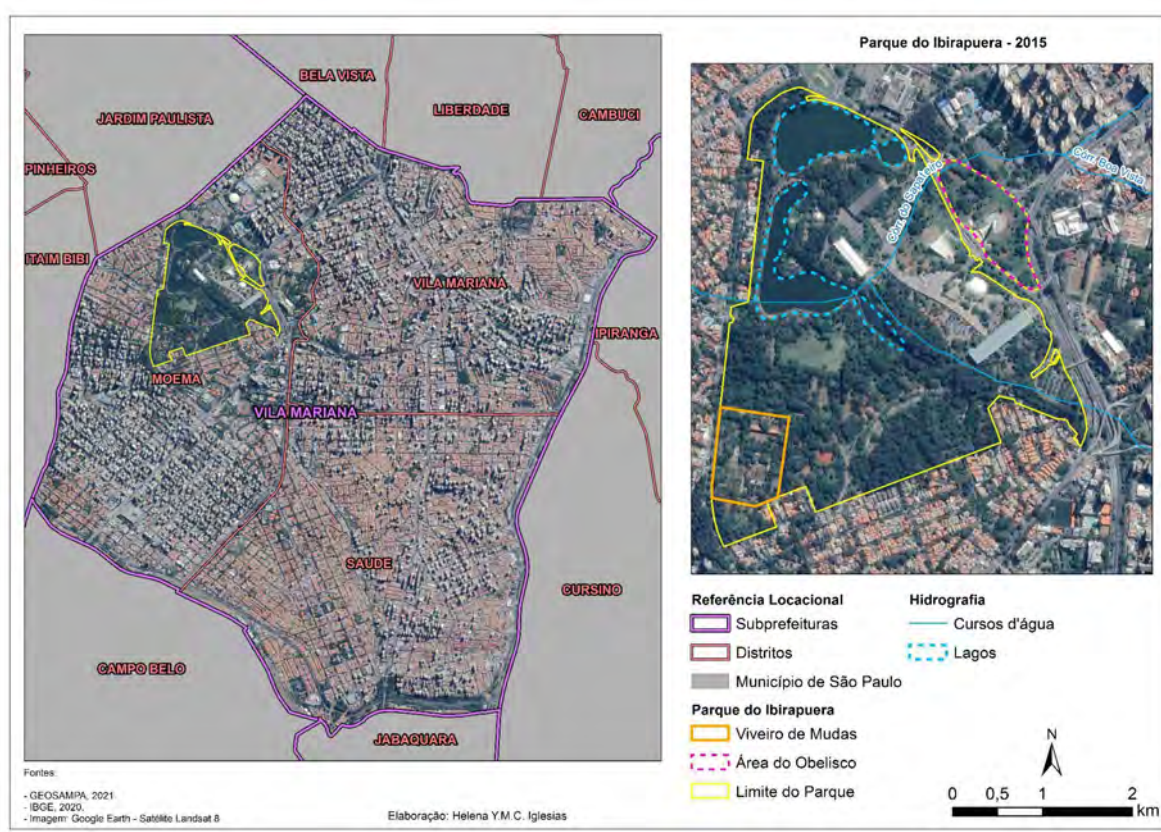 BELA VISTA
LIBERDADE
CAMBUCI
JARDIM PAULISTA
PINHEIROS
ITAIM BIBI
VILA MARIANA
IPIRANGA
MOEMA
VILA MARIANA
SAUDE
CURSINO
CAMPO BELO
JABAQUARA
Fontes:
- GEOSAMPA, 2021
- IBGE, 2020.
- Imagem: Google Earth - Satélite Landsat 8
Elaboração: Helena Y.M.C. Iglesias
Parque do Ibirapuera - 2015
Córr. do Sapateiro
Córr. Boa Vista
Referência Locacional
Subprefeituras
Distritos
Município de São Paulo
Parque do Ibirapuera
Viveiro de Mudas
Área do Obelisco
Limite do Parque
Hidrografia
Cursos d'água
Lagos
N
0 0,5 1 2
km